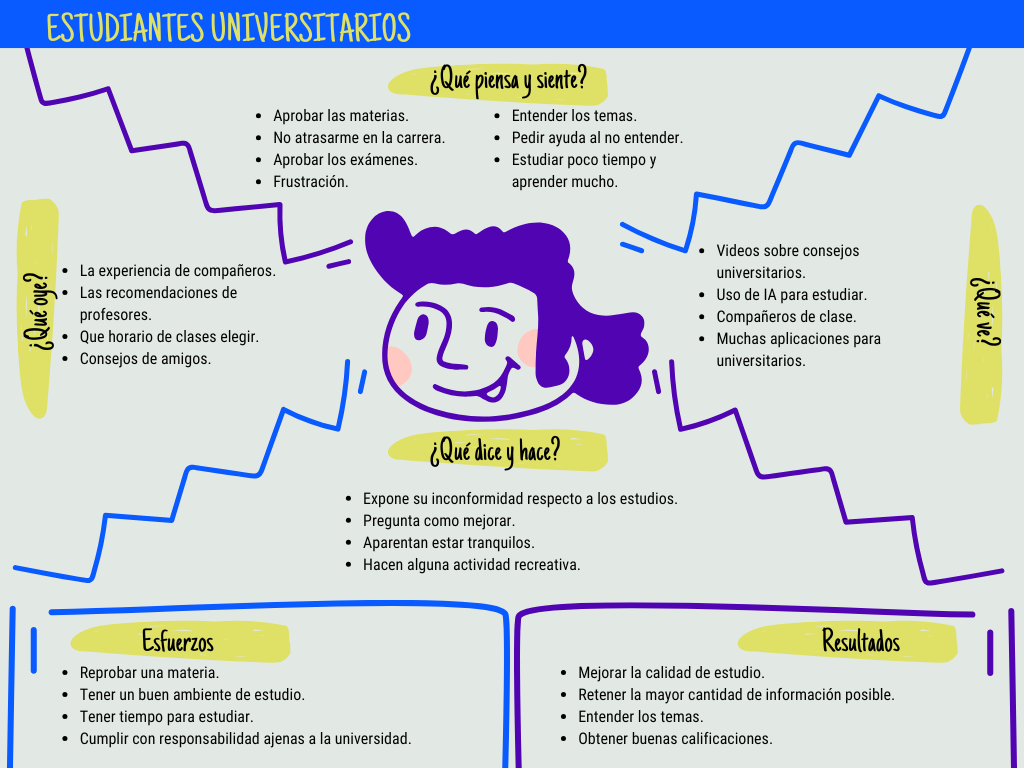 ESTUDIANTES UNIVERSITARIOS
¿Qué piensa y siente?
• Aprobar las materias.
• No atrasarme en la carrera.
• Aprobar los exámenes.
• Frustración.
• Entender los temas.
• Pedir ayuda al no entender.
• Estudiar poco tiempo y
aprender mucho.
¿Qué oye?
• La experiencia de compañeros.
• Las recomendaciones de
profesores.
• Que horario de clases elegir.
• Consejos de amigos.
¿Qué ve?
• Videos sobre consejos
universitarios.
• Uso de IA para estudiar.
• Compañeros de clase.
• Muchas aplicaciones para
universitarios.
¿Qué dice y hace?
• Expone su inconformidad respecto a los estudios.
• Pregunta como mejorar.
• Aparentan estar tranquilos.
• Hacen alguna actividad recreativa.
Esfuerzos
• Reprobar una materia.
• Tener un buen ambiente de estudio.
• Tener tiempo para estudiar.
• Cumplir con responsabilidad ajenas a la universidad.
Resultados
• Mejorar la calidad de estudio.
• Retener la mayor cantidad de información posible.
• Entender los temas.
• Obtener buenas calificaciones.